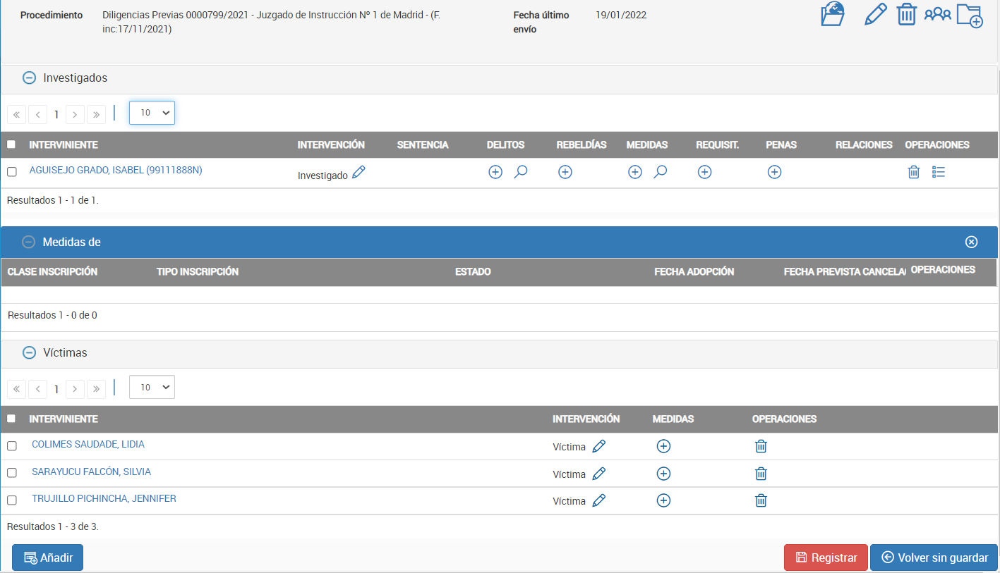 Procedimiento Diligencias Previas 0000799/2021 - Juzgado de Instrucción Nº 1 de Madrid - (F. Fecha último 19/01/2022
inc:17/11/2021) envío
Investigados
« ‹ 1 › » 10
INTERVINIENTE INTERVENCIÓN SENTENCIA DELITOS REBELDÍAS MEDIDAS REQUISIT. PENAS RELACIONES OPERACIONES
AGUISEJO GRADO, ISABEL (99111888N) Investigado
Resultados 1 - 1 de 1.
Medidas de
CLASE INSCRIPCIÓN TIPO INSCRIPCIÓN ESTADO FECHA ADOPCIÓN FECHA PREVISTA CANCELA OPERACIONES
Resultados 1 - 0 de 0
Víctimas
« ‹ 1 › » 10
INTERVINIENTE INTERVENCIÓN MEDIDAS OPERACIONES
COLIMES SAUDADE, LIDIA Víctima
SARAYUCU FALCÓN, SILVIA Víctima
TRUJILLO PICHINCHA, JENNIFER Víctima
Resultados 1 - 3 de 3.
Añadir Registrar Volver sin guardar